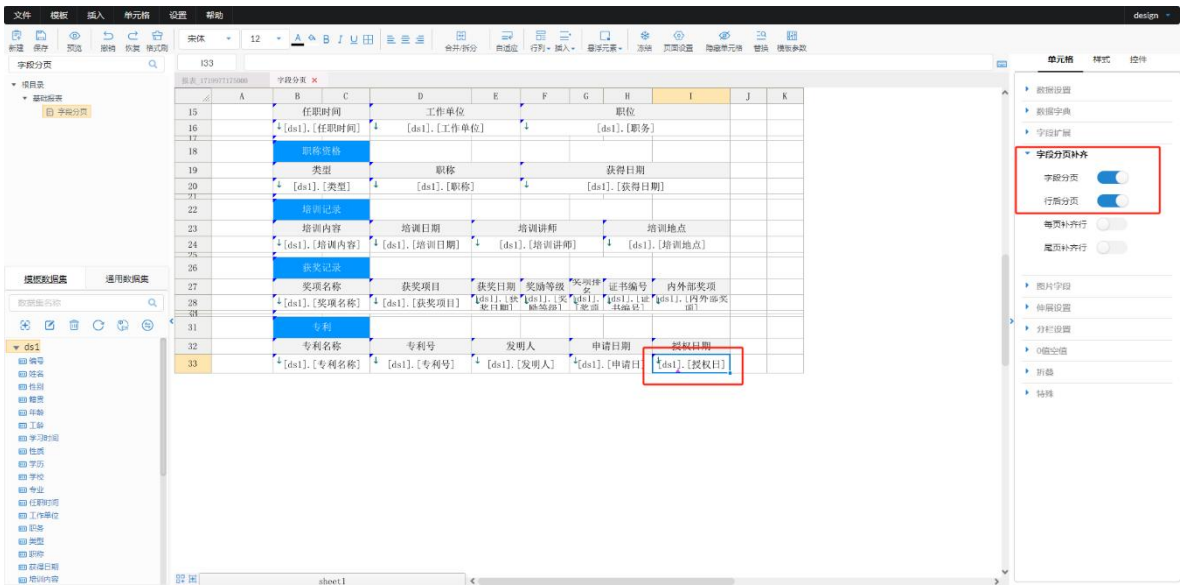 文件 模板 插入 单元格 设置 帮助 design
宋体 12 A B I U
新建 保存 预览 撤销 恢复 格式刷 合并/拆分 自适应 行列 插入 悬浮元素 冻结 页面设置 隐藏单元格 替换 模板参数
字段分页 I33 单元格 样式 控件
字段分页 ×
根目录
基础报表
字段分页
A B C D E F G H I J K
15 任职时间 工作单位 职位
16 [ds1].[任职时间] [ds1].[工作单位] [ds1].[职务]
17
18 职称资格
19 类型 职称 获得日期
20 [ds1].[类型] [ds1].[职称] [ds1].[获得日期]
21
22 培训记录
23 培训内容 培训日期 培训讲师 培训地点
24 [ds1].[培训内容] [ds1].[培训日期] [ds1].[培训讲师] [ds1].[培训地点]
25
26 获奖记录
27 奖项名称 获奖项目 获奖日期 奖励等级 证书编号 内外部奖项
28 [ds1].[奖项名称] [ds1].[获奖项目]
31 专利
32 专利名称 专利号 发明人 申请日期 授权日期
33 [ds1].[专利名称] [ds1].[专利号] [ds1].[发明人] [ds1].[申请日] [ds1].[授权日]
数据设置
数据字典
字段扩展
字段分页补齐
字段分页
行后分页
每页补齐行
尾页补齐行
图片字段
伸展设置
分栏设置
0值空值
折叠
特殊
模板数据集 通用数据集
数据集名称
ds1
编号
姓名
性别
籍贯
年龄
工龄
学习时间
性质
学历
学校
专业
任职时间
工作单位
职务
类型
职称
获得日期
培训内容
sheet1